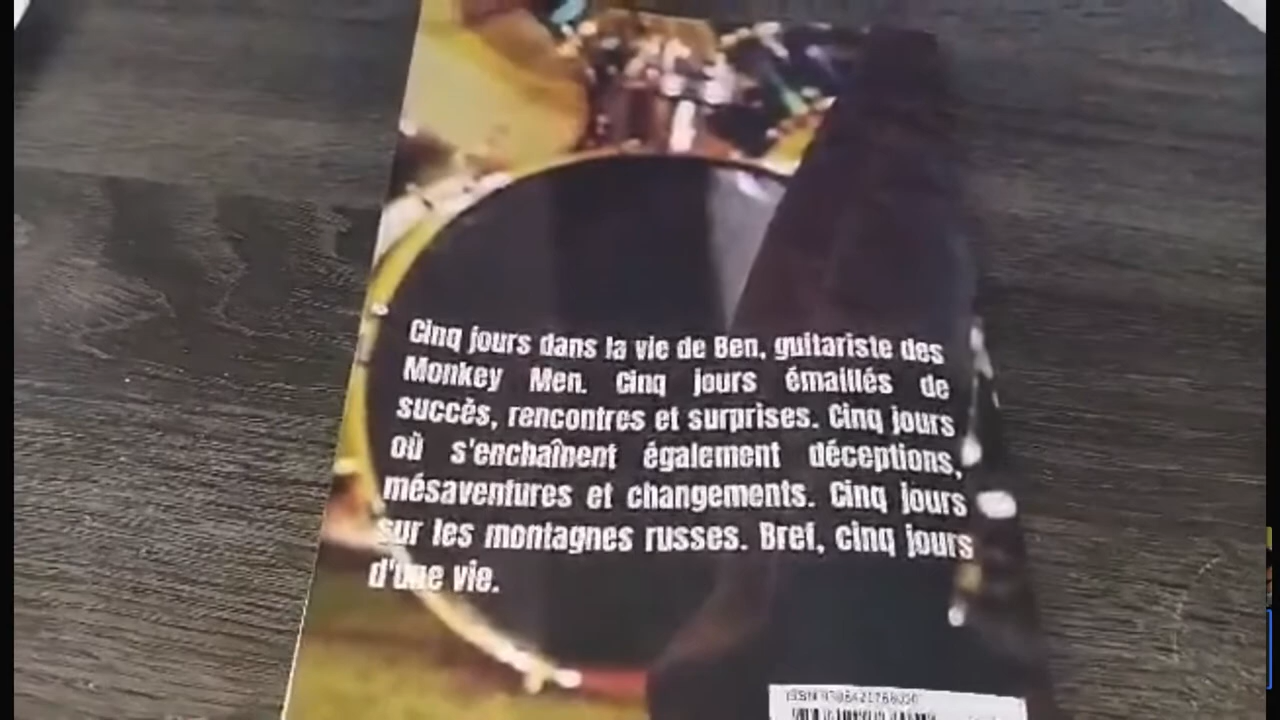 Cinq jours dans la vie de Ben, guitariste des
Monkey Men. Cinq jours émaillés de
succès, rencontres et surprises. Cinq jours
où s'enchaînent également déceptions,
mésaventures et changements. Cinq jours
sur les montagnes russes. Bref, cinq jours
d'une vie.
ISBN